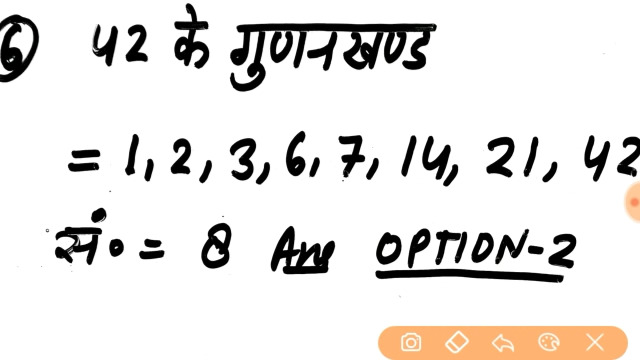 6 42 के गुणनखण्ड
= 1, 2, 3, 6, 7, 14, 21, 42
सं० = 8 Ans OPTION-2